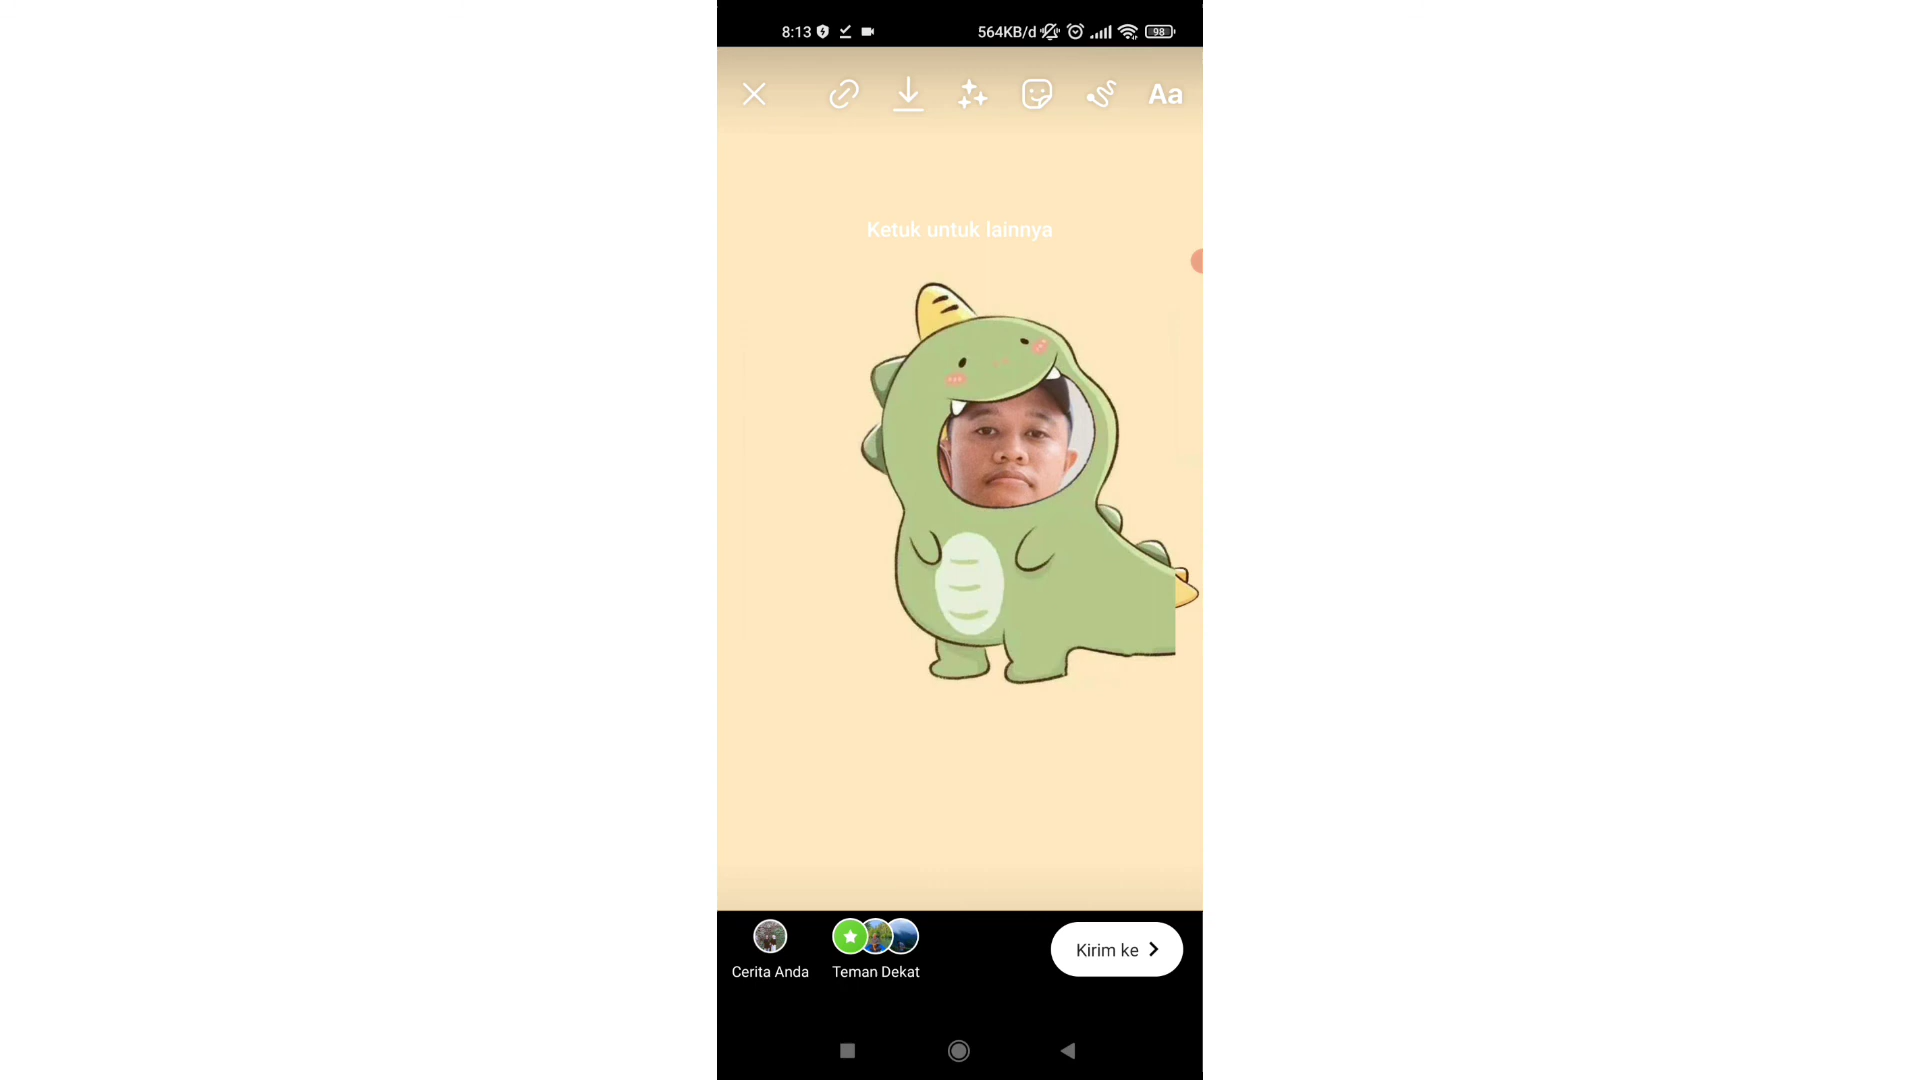 8:13 564KB/d 98
Aa
Ketuk untuk lainnya
Cerita Anda Teman Dekat Kirim ke